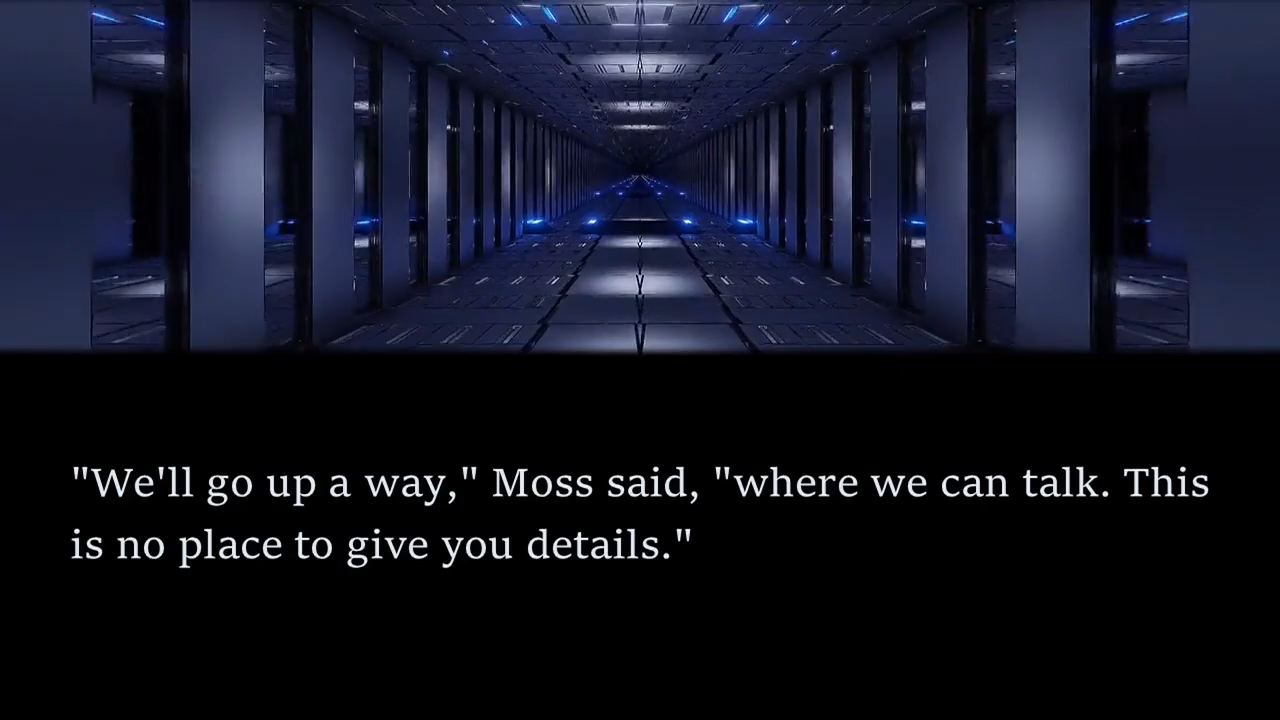 "We'll go up a way," Moss said, "where we can talk. This
is no place to give you details."